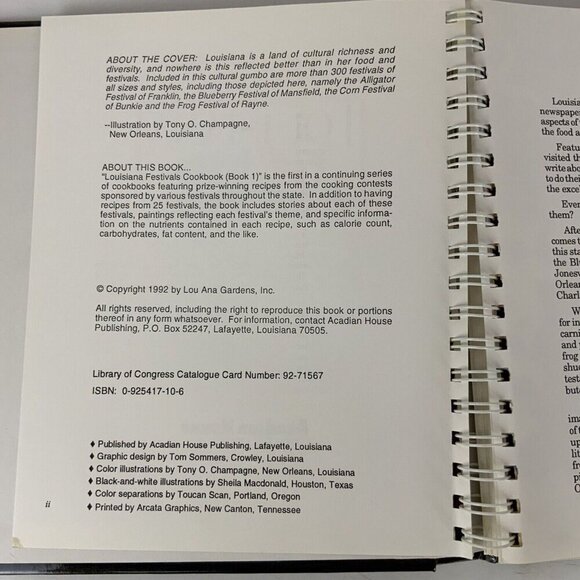 ABOUT THE COVER: Louisiana is a land of cultural richness and
diversity, and nowhere is this reflected better than in her food and
festivals. Included in this cultural gumbo are more than 300 festivals of
all sizes and styles, including those depicted here, namely the Alligator
Festival of Franklin, the Blueberry Festival of Mansfield, the Corn Festival
of Bunkie and the Frog Festival of Rayne.
--Illustration by Tony O. Champagne,
New Orleans, Louisiana
ABOUT THIS BOOK...
"Louisiana Festivals Cookbook (Book 1)" is the first in a continuing series
of cookbooks featuring prize-winning recipes from the cooking contests
sponsored by various festivals throughout the state. In addition to having
recipes from 25 festivals, the book includes stories about each of these
festivals, paintings reflecting each festival's theme, and specific informa-
tion on the nutrients contained in each recipe, such as calorie count,
carbohydrates, fat content, and the like.
© Copyright 1992 by Lou Ana Gardens, Inc.
All rights reserved, including the right to reproduce this book or portions
thereof in any form whatsoever. For information, contact Acadian House
Publishing, P.O. Box 52247, Lafayette, Louisiana 70505.
Library of Congress Catalogue Card Number: 92-71567
ISBN: 0-925417-10-6
♦ Published by Acadian House Publishing, Lafayette, Louisiana
♦ Graphic design by Tom Sommers, Crowley, Louisiana
♦ Color illustrations by Tony O. Champagne, New Orleans, Louisiana
♦ Black-and-white illustrations by Sheila Macdonald, Houston, Texas
♦ Color separations by Toucan Scan, Portland, Oregon
♦ Printed by Arcata Graphics, New Canton, Tennessee
ii
Louisia
newspape
aspects of
the food a
Featu
visited th
write abo
to do thei
the exce
Eve
them?
Afte
comes t
this sta
the Bl
Jonesv
Orlean
Charl
W
for in
carni
and
frog
shuc
test
but
ima
of t
up
lit
fro
pi
C